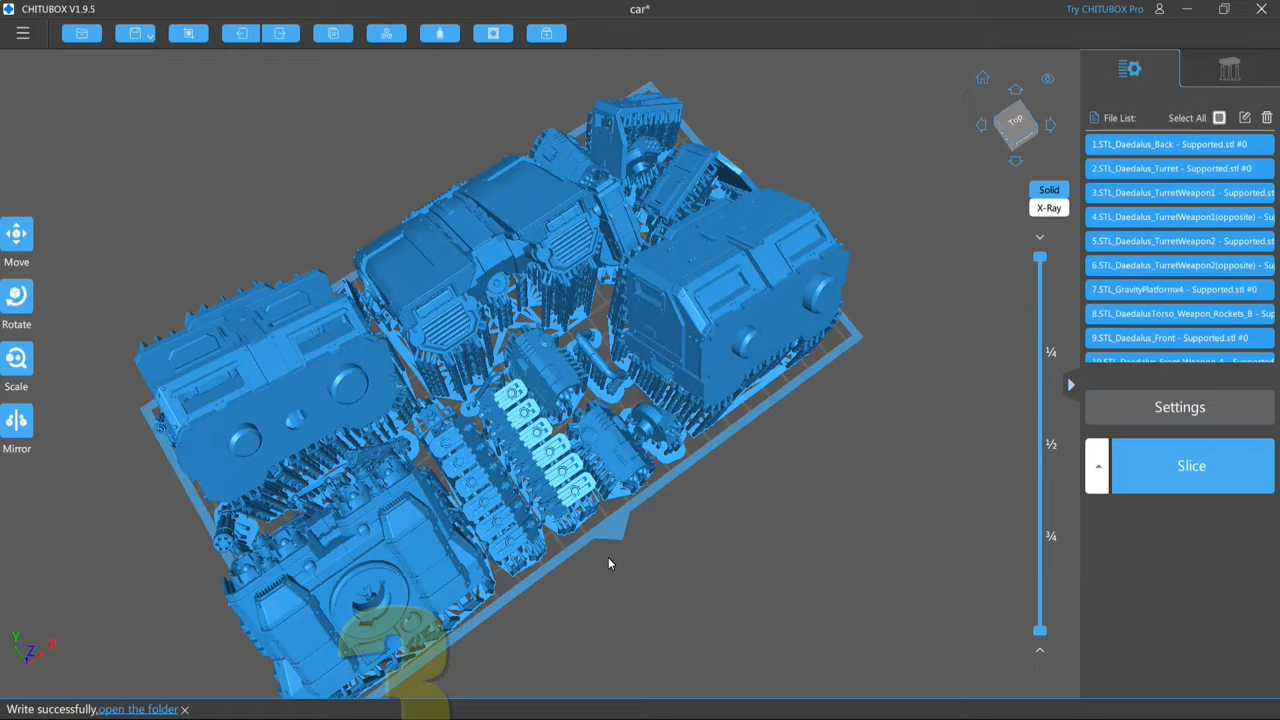 CHITUBOX V1.9.5
car*
Try CHITUBOX Pro
Top
File List:
Select All
1.STL_Daedalus_Back - Supported.stl #0
2.STL_Daedalus_Turret - Supported.stl #0
3.STL_Daedalus_TurretWeapon1 - Supported.st
4.STL_Daedalus_TurretWeapon1(opposite) - Su
5.STL_Daedalus_TurretWeapon2 - Supported.st
6.STL_Daedalus_TurretWeapon2(opposite) - Su
7.STL_GravityPlatformx4 - Supported.stl #0
8.STL_DaedalusTorso_Weapon_Rockets_B - Sup
9.STL_Daedalus_Front - Supported.stl #0
10.STL_Daedalus_Front_Weapon_A - Supported
Solid
X-Ray
Move
Rotate
Scale
Mirror
¼
½
¾
Settings
Slice
Y
Z
X
Write successfully,open the folder